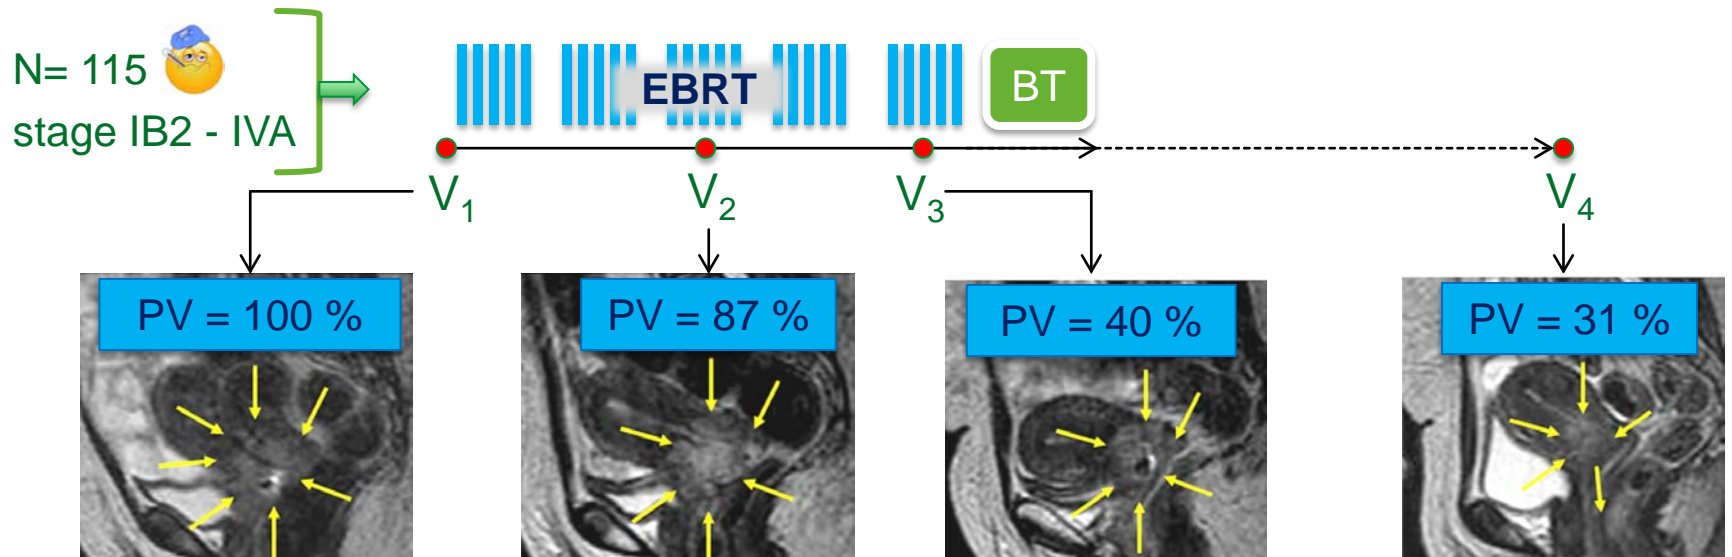 N= 115
stage IB2 - IVA
EBRT
BT
V1
V2
V3
V4
PV = 100 %
PV = 87 %
PV = 40 %
PV = 31 %